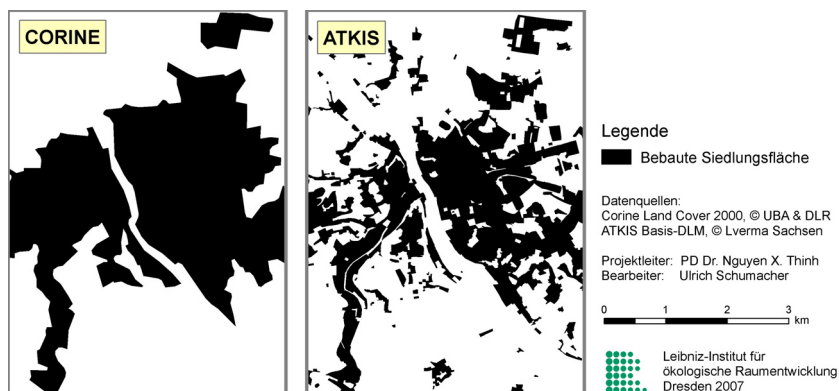 CORINE
ATKIS
Legende
Bebaute Siedlungsfläche
Datenquellen:
Corine Land Cover 2000, © UBA & DLR
ATKIS Basis-DLM, © Lverma Sachsen
Projektleiter: PD Dr. Nguyen X. Thinh
Bearbeiter: Ulrich Schumacher
0 1 2 3
km
Leibniz-Institut für
ökologische Raumentwicklung
Dresden 2007